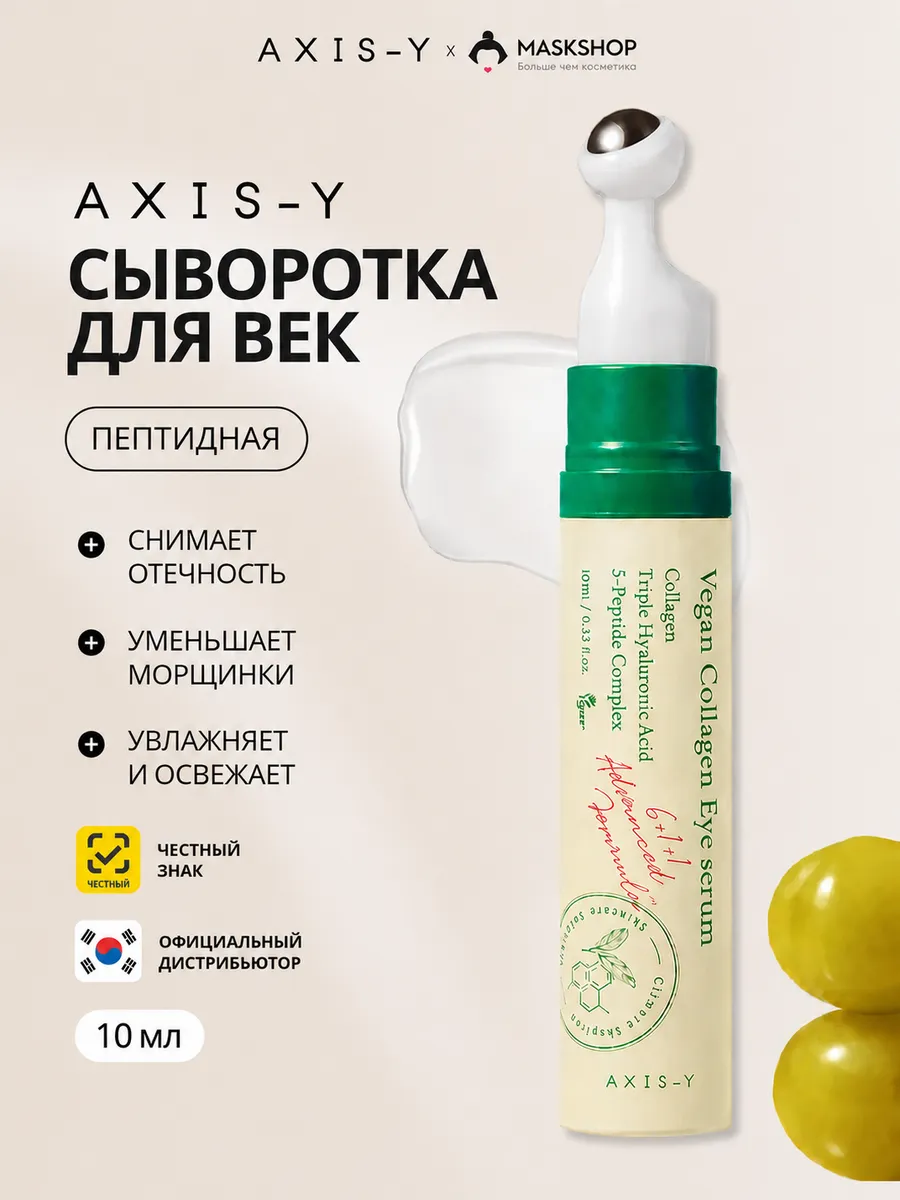 AXIS-Y x MASKSHOP
Больше чем косметика
AXIS-Y
СЫВОРОТКА
ДЛЯ ВЕК
ПЕПТИДНАЯ
СНИМАЕТ
ОТЕЧНОСТЬ
УМЕНЬШАЕТ
МОРЩИНКИ
УВЛАЖНЯЕТ
И ОСВЕЖАЕТ
ЧЕСТНЫЙ
ЧЕСТНЫЙ
ЗНАК
ОФИЦИАЛЬНЫЙ
ДИСТРИБЬЮТОР
10 мл
Vegan Collagen Eye serum
Collagen
Triple Hyaluronic Acid
5-Peptide Complex
10ml / 0.33 fl.oz.
6+1+1
Advanced
Skincare
AXIS-Y